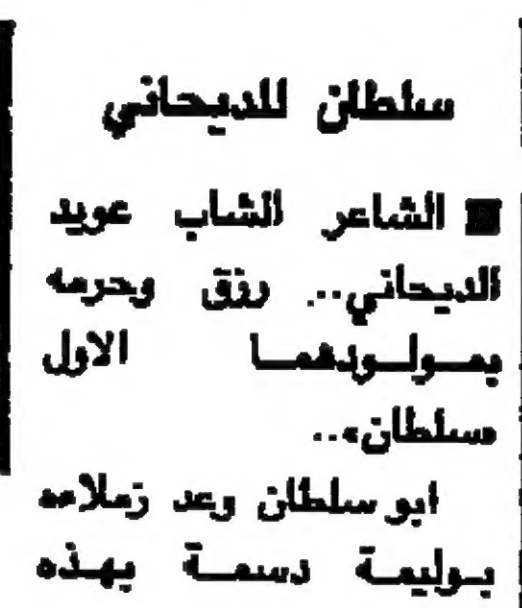 سلطان للديحاني
■ الشاعر الشاب عويد
الديحاني.. رزق وحرمه
بمولودهما الاول
«سلطان»..
ابو سلطان وعد زملاءه
بوليمة دسمة بهذه